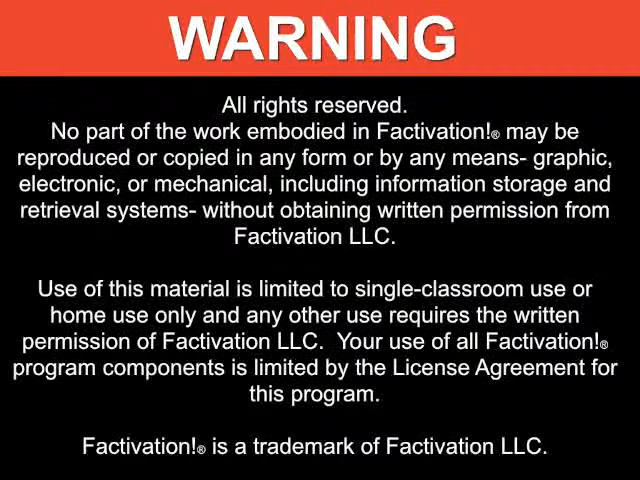 WARNING
All rights reserved.
No part of the work embodied in Factivation!® may be
reproduced or copied in any form or by any means- graphic,
electronic, or mechanical, including information storage and
retrieval systems- without obtaining written permission from
Factivation LLC.
Use of this material is limited to single-classroom use or
home use only and any other use requires the written
permission of Factivation LLC.  Your use of all Factivation!®
program components is limited by the License Agreement for
this program.
Factivation!® is a trademark of Factivation LLC.